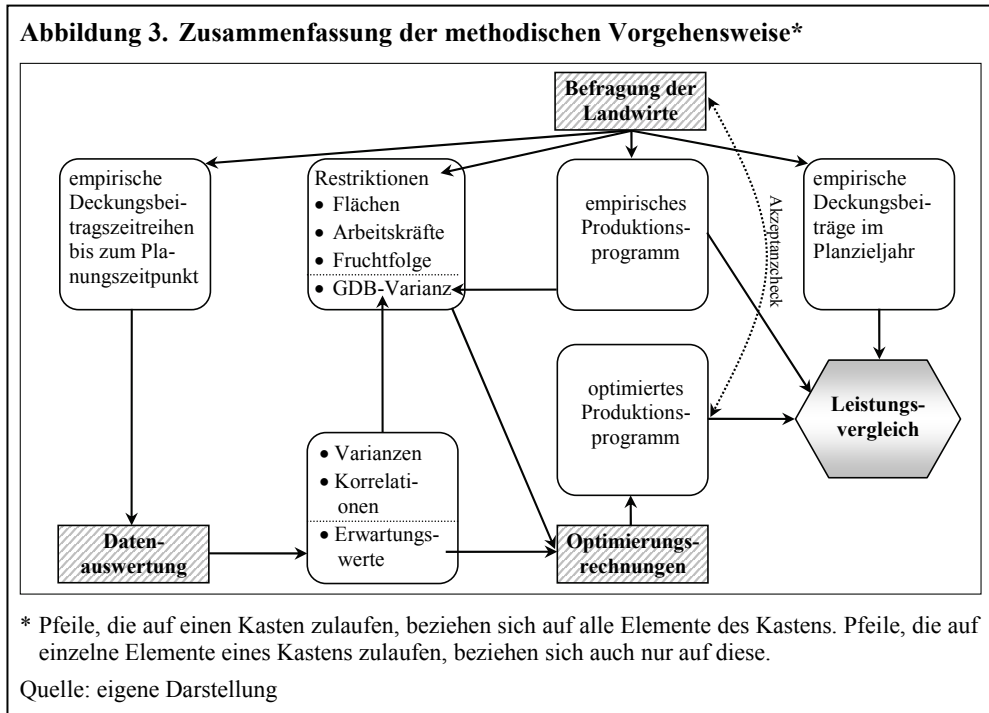 Abbildung 3. Zusammenfassung der methodischen Vorgehensweise*
Befragung der
Landwirte
empirische
Deckungsbei-
tragszeitreihen
bis zum Pla-
nungszeitpunkt
Restriktionen
• Flächen
• Arbeitskräfte
• Fruchtfolge
• GDB-Varianz
empirisches
Produktions-
programm
Akzeptanzcheck
empirische
Deckungsbei-
träge im
Planzieljahr
optimiertes
Produktions-
programm
Leistungs-
vergleich
• Varianzen
• Korrelati-
onen
• Erwartungs-
werte
Daten-
auswertung
Optimierungs-
rechnungen
* Pfeile, die auf einen Kasten zulaufen, beziehen sich auf alle Elemente des Kastens. Pfeile, die auf
einzelne Elemente eines Kastens zulaufen, beziehen sich auch nur auf diese.
Quelle: eigene Darstellung